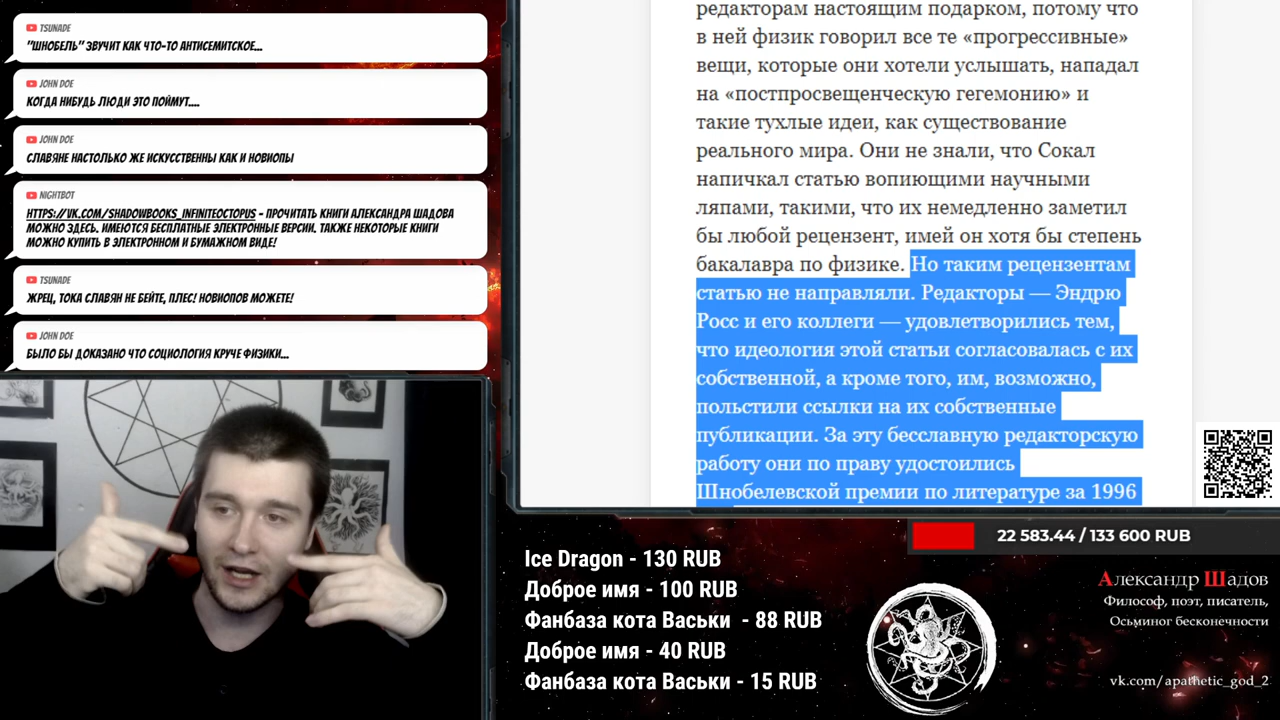 TSUNADE
"ШНОБЕЛЬ" ЗВУЧИТ КАК ЧТО-ТО АНТИСЕМИТСКОЕ...
JOHN DOE
КОГДА НИБУДЬ ЛЮДИ ЭТО ПОЙМУТ....
JOHN DOE
СЛАВЯНЕ НАСТОЛЬКО ЖЕ ИСКУССТВЕННЫ КАК И НОВИОПЫ
NIGHTBOT
HTTPS://VK.COM/SHADOWBOOKS_INFINITEOCTOPUS - ПРОЧИТАТЬ КНИГИ АЛЕКСАНДРА ШАДОВА
МОЖНО ЗДЕСЬ. ИМЕЮТСЯ БЕСПЛАТНЫЕ ЭЛЕКТРОННЫЕ ВЕРСИИ. ТАКЖЕ НЕКОТОРЫЕ КНИГИ
МОЖНО КУПИТЬ В ЭЛЕКТРОННОМ И БУМАЖНОМ ВИДЕ!
TSUNADE
ЖРЕЦ, ТОКА СЛАВЯН НЕ БЕЙТЕ, ПЛЕС! НОВИОПОВ МОЖЕТЕ!
JOHN DOE
БЫЛО БЫ ДОКАЗАНО ЧТО СОЦИОЛОГИЯ КРУЧЕ ФИЗИКИ...
редакторам настоящим подарком, потому что
в ней физик говорил все те «прогрессивные»
вещи, которые они хотели услышать, нападал
на «постпросвещенческую гегемонию» и
такие тухлые идеи, как существование
реального мира. Они не знали, что Сокал
напичкал статью вопиющими научными
ляпами, такими, что их немедленно заметил
бы любой рецензент, имей он хотя бы степень
бакалавра по физике. Но таким рецензентам
статью не направляли. Редакторы — Эндрю
Росс и его коллеги — удовлетворились тем,
что идеология этой статьи согласовалась с их
собственной, а кроме того, им, возможно,
польстили ссылки на их собственные
публикации. За эту бесславную редакторскую
работу они по праву удостоились
Шнобелевской премии по литературе за 1996
22 583.44 / 133 600 RUB
Ice Dragon - 130 RUB
Доброе имя - 100 RUB
Фанбаза кота Васьки - 88 RUB
Доброе имя - 40 RUB
Фанбаза кота Васьки - 15 RUB
Александр Шадов
Философ, поэт, писатель,
Осьминог бесконечности
vk.com/apathetic_god_2